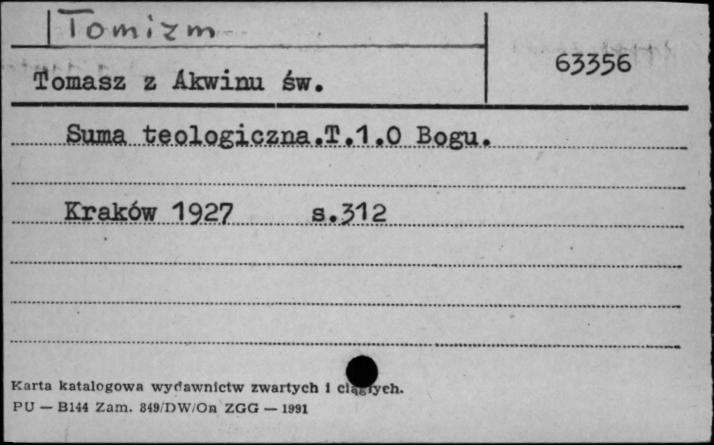 Tomizm
63356
Tomasz z Akwinu św.
Suma teologiczna.T.1.O Bogu.
Kraków 1927 s.312
Karta katalogowa wydawnictw zwartych i ciągłych.
PU — B144 Zam. 849/DW/On ZGG — 1991